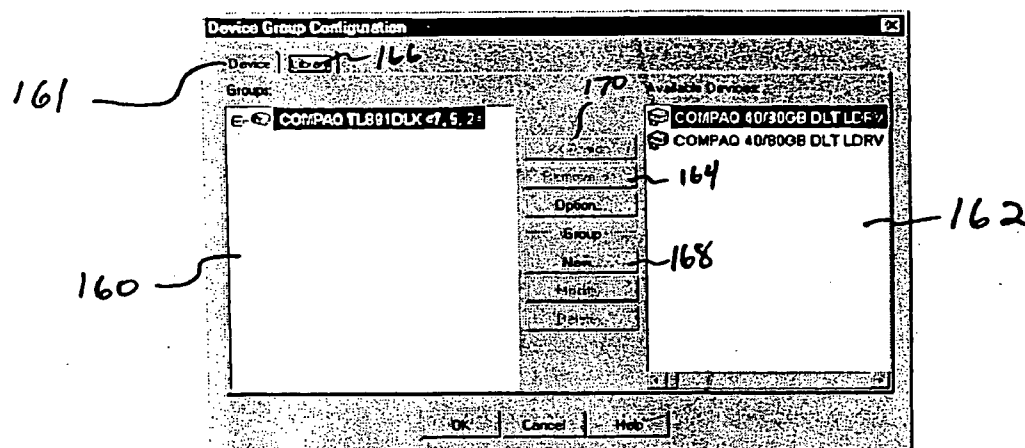 Device Group Configuration
161
Device
166
Groups:
170
Available Devices:
COMPAQ TL891DLX <7, 5, 2>
COMPAQ 40/80GB DLT LDRV
COMPAQ 40/80GB DLT LDRV
Remove
164
Option...
162
Group
New...
168
160
Modify
Delete
OK
Cancel
Help